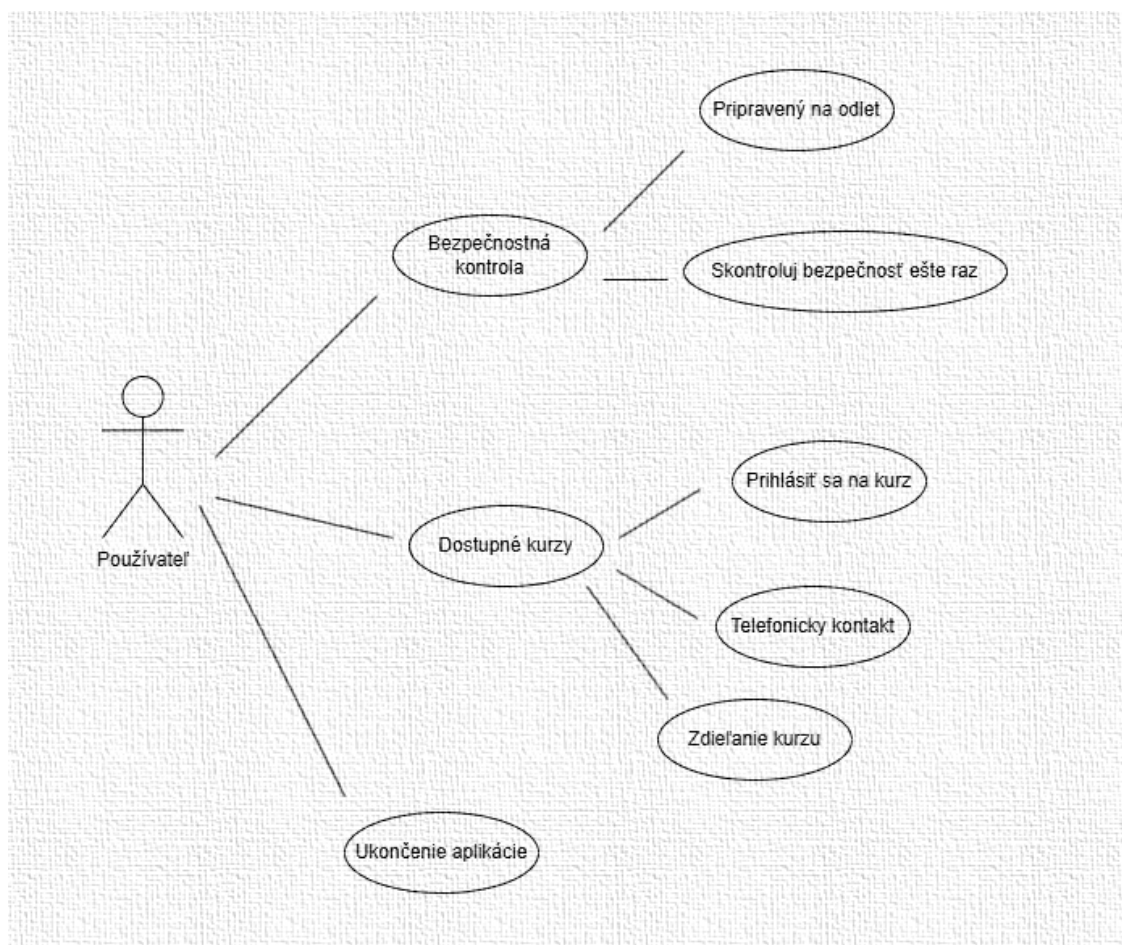 Pripravený na odlet
Bezpečnostná
kontrola
Skontroluj bezpečnosť ešte raz
Používateľ
Prihlásiť sa na kurz
Dostupné kurzy
Telefonicky kontakt
Zdieľanie kurzu
Ukončenie aplikácie